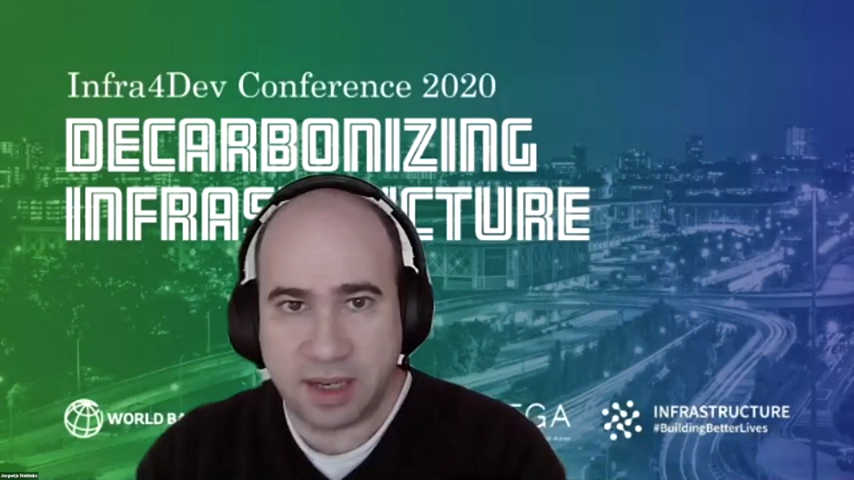 Infra4Dev Conference 2020
DECARBONIZING
INFRAS CTURE
WORLD BA
EGA
INFRASTRUCTURE
#BuildingBetterLives